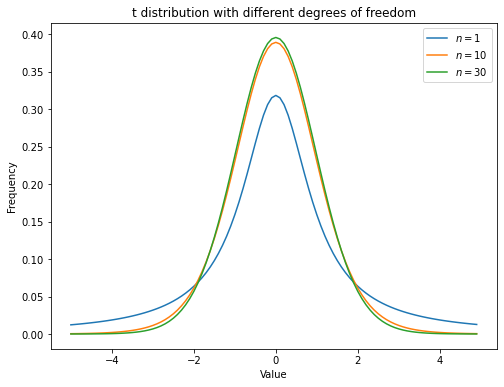 t distribution with different degrees of freedom
n = 1
n = 10
n = 30
Frequency
0.40
0.35
0.30
0.25
0.20
0.15
0.10
0.05
0.00
−4
−2
0
2
4
Value